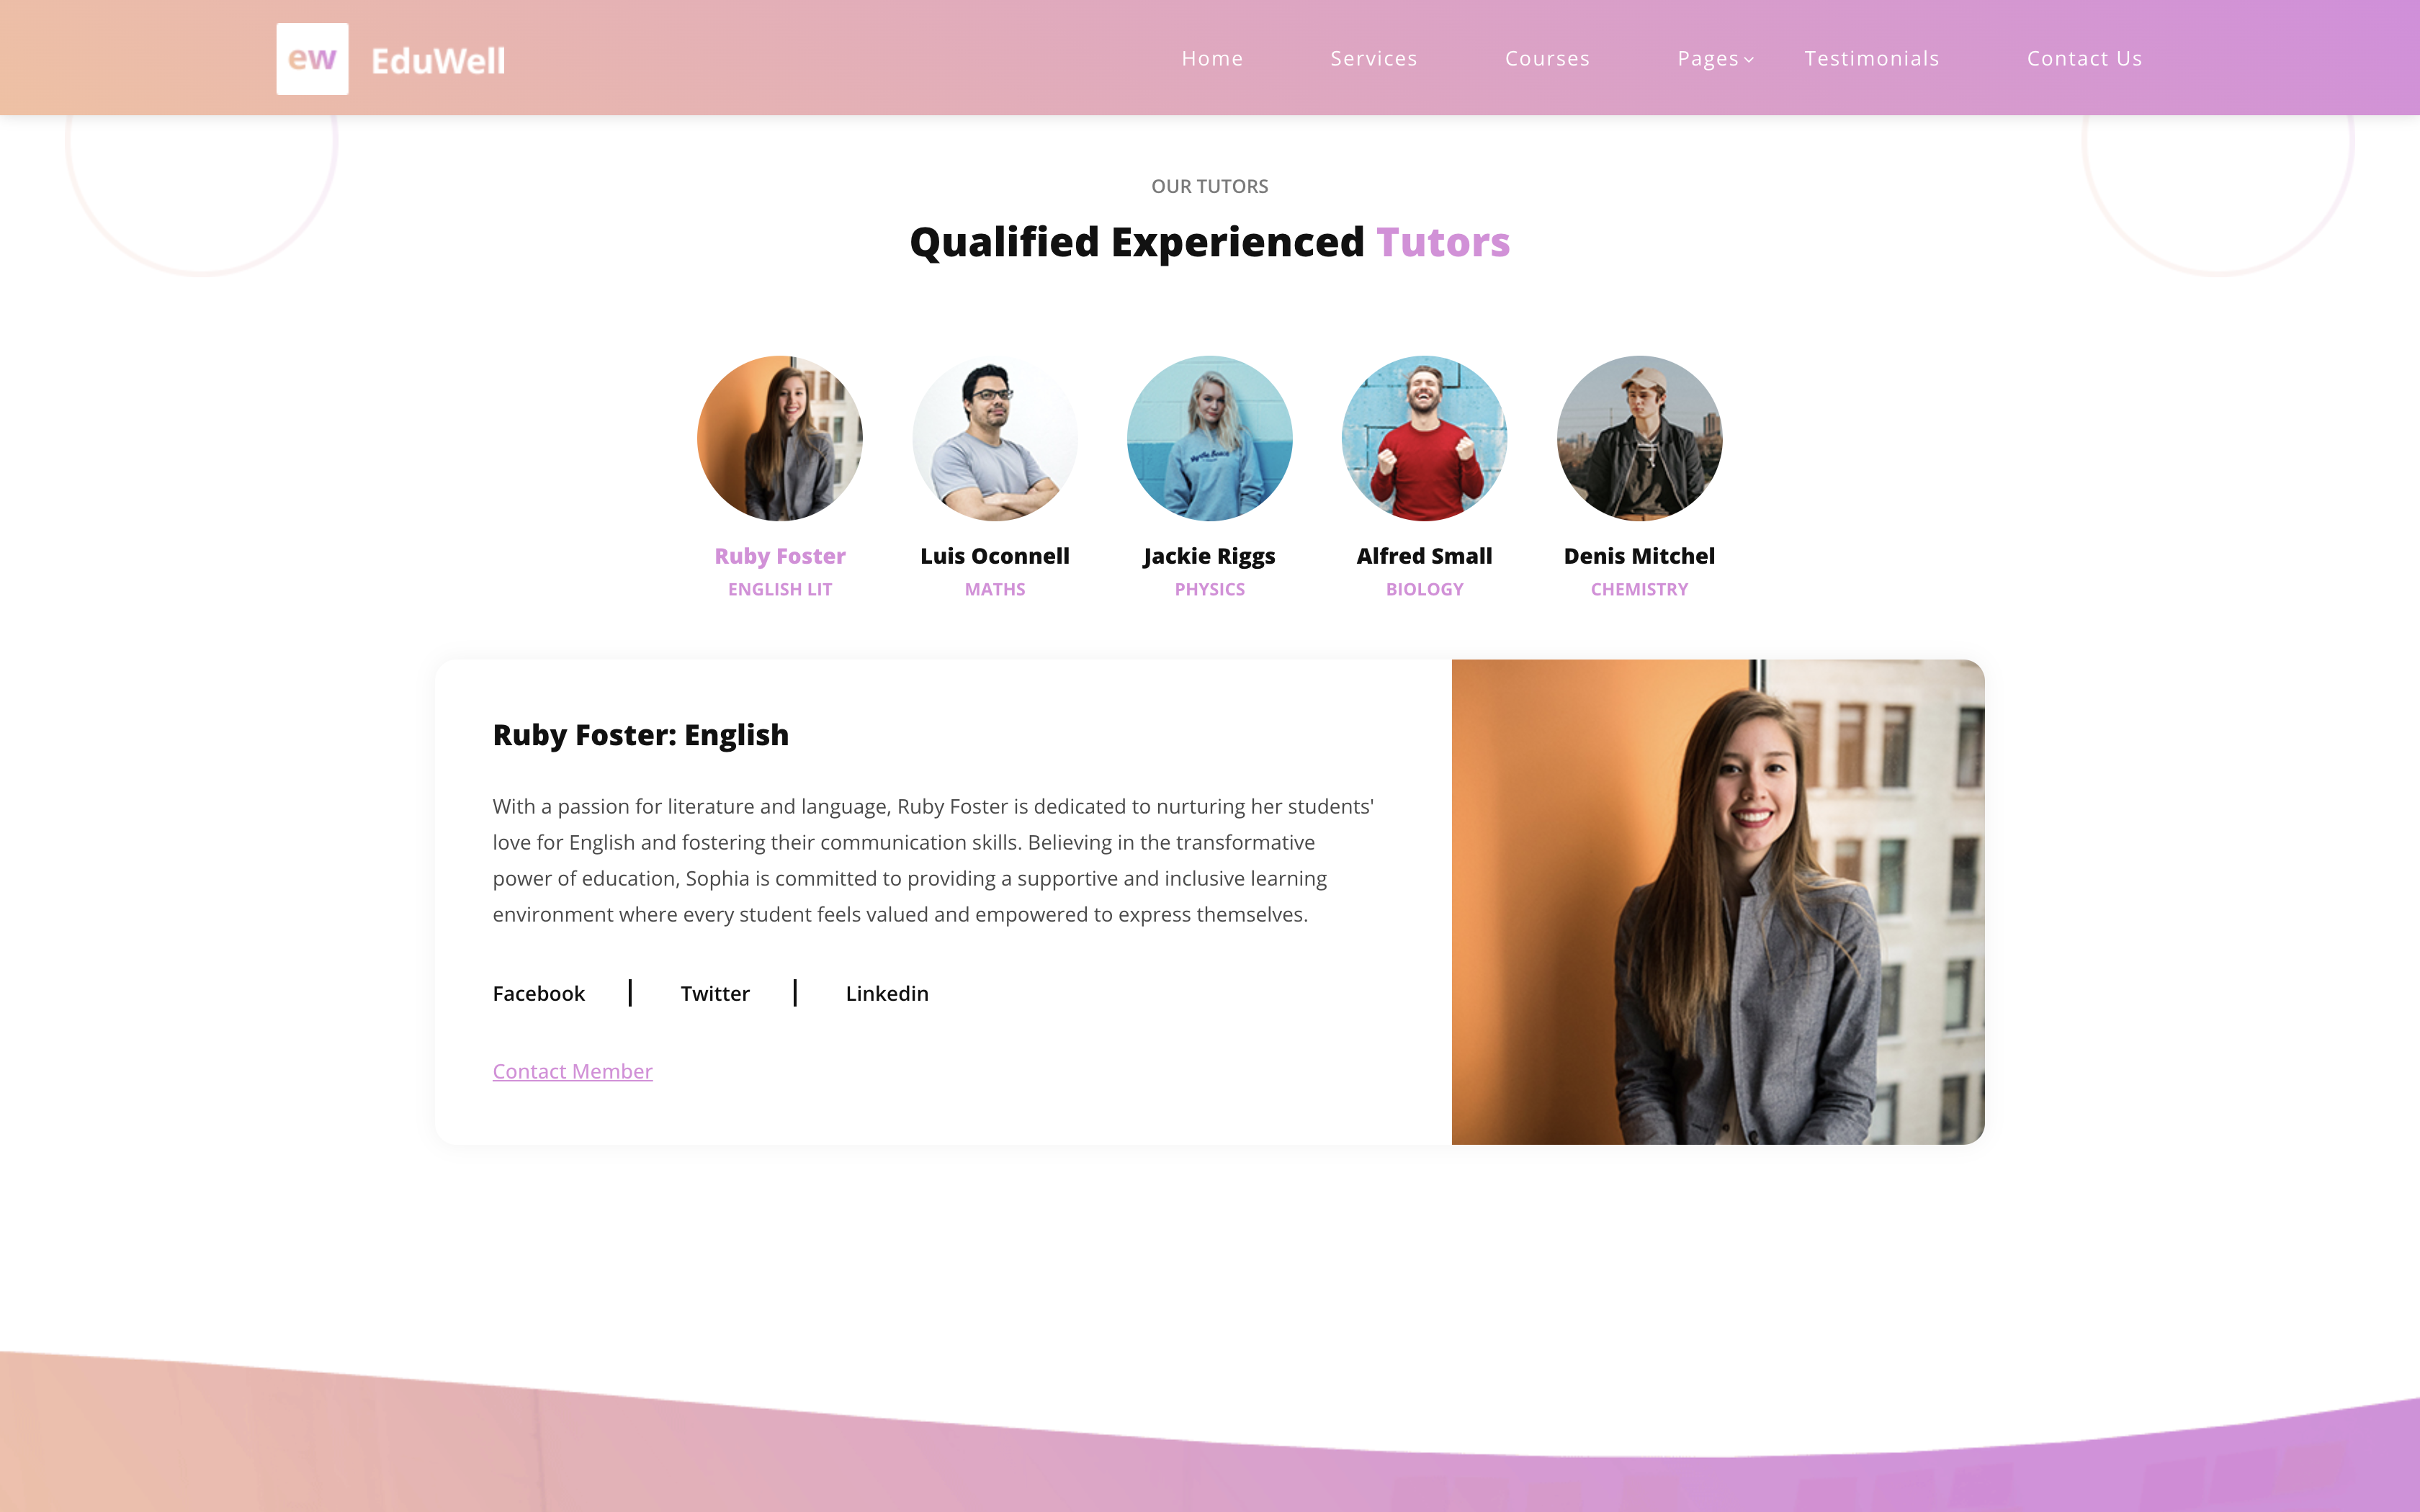 ew EduWell
Home Services Courses Pages Testimonials Contact Us
OUR TUTORS
Qualified Experienced Tutors
Ruby Foster
ENGLISH LIT
Luis Oconnell
MATHS
Jackie Riggs
PHYSICS
Alfred Small
BIOLOGY
Denis Mitchel
CHEMISTRY
Ruby Foster: English
With a passion for literature and language, Ruby Foster is dedicated to nurturing her students'
love for English and fostering their communication skills. Believing in the transformative
power of education, Sophia is committed to providing a supportive and inclusive learning
environment where every student feels valued and empowered to express themselves.
Facebook | Twitter | Linkedin
Contact Member